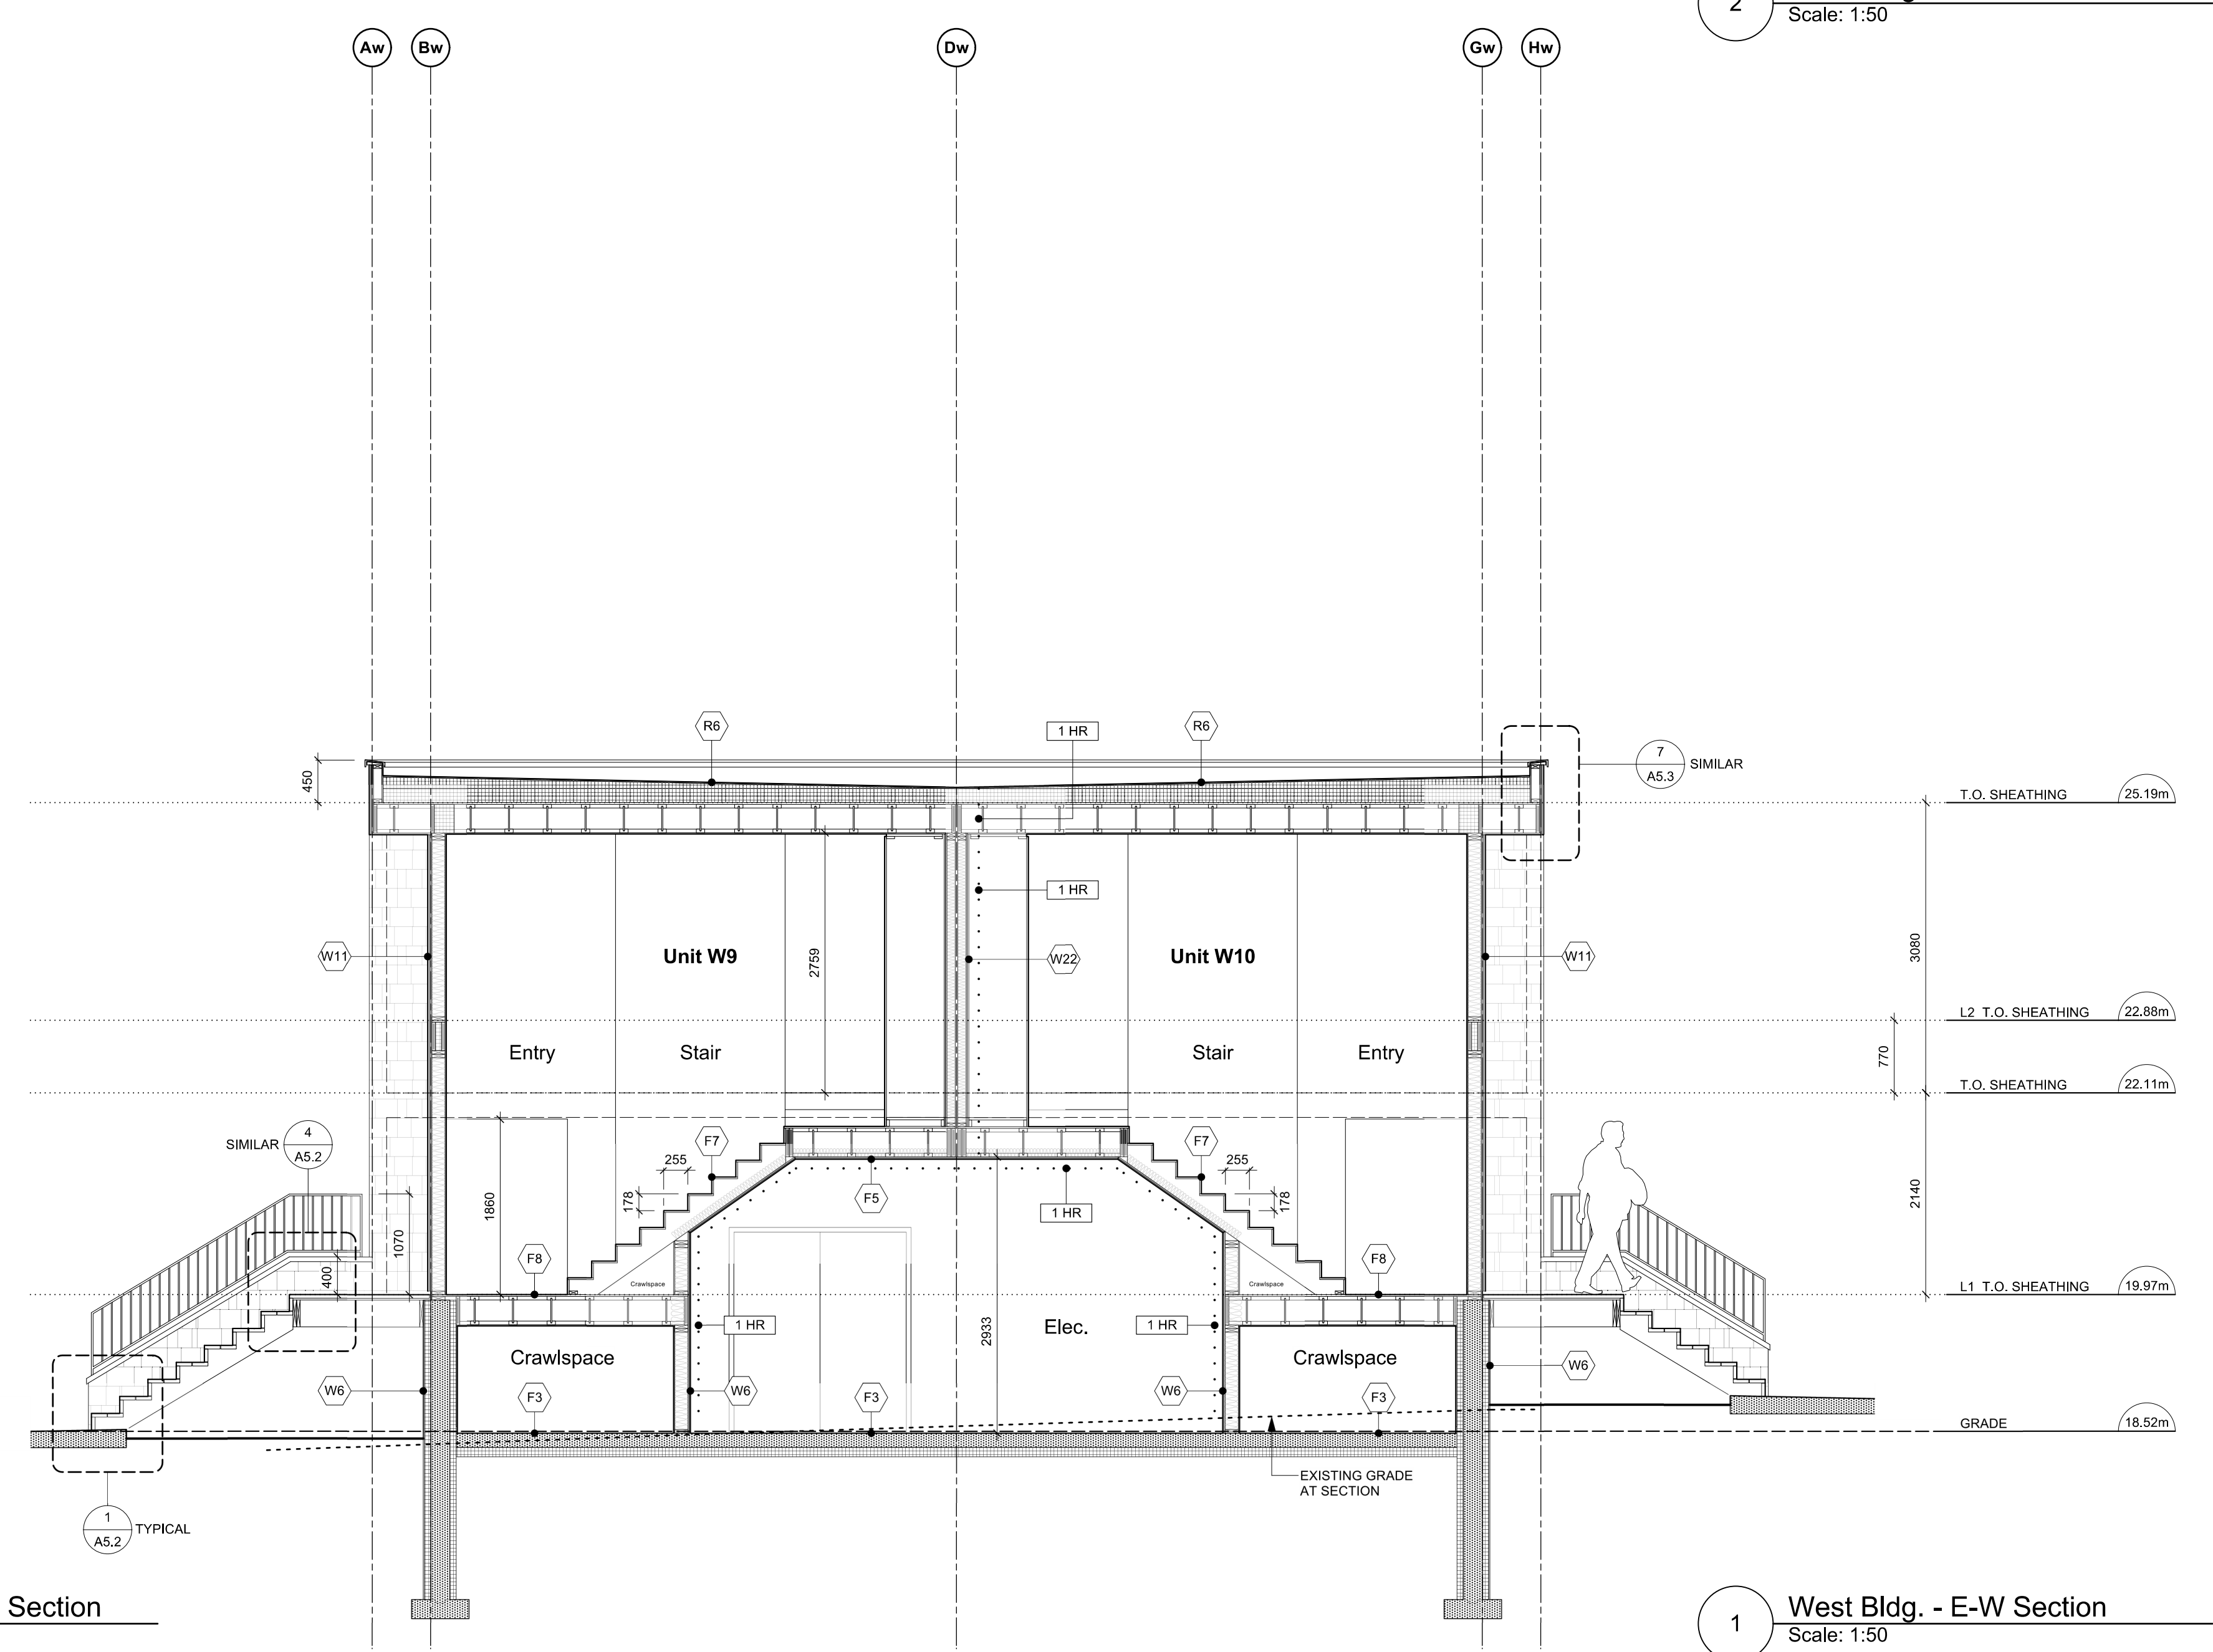 2
Scale: 1:50
Aw
Bw
Dw
Gw
Hw
R6
1 HR
R6
7
A5.3
SIMILAR
450
T.O. SHEATHING
25.19m
1 HR
W11
Unit W9
2759
W22
Unit W10
W11
3080
L2 T.O. SHEATHING
22.88m
Entry
Stair
Stair
Entry
770
T.O. SHEATHING
22.11m
SIMILAR
4
A5.2
F7
F7
255
255
178
178
1860
F5
1 HR
2140
1070
400
F8
F8
Crawlspace
Crawlspace
L1 T.O. SHEATHING
19.97m
1 HR
2933
Elec.
1 HR
Crawlspace
Crawlspace
W6
F3
W6
F3
W6
F3
W6
GRADE
18.52m
EXISTING GRADE
AT SECTION
1
A5.2
TYPICAL
Section
1
West Bldg. - E-W Section
Scale: 1:50